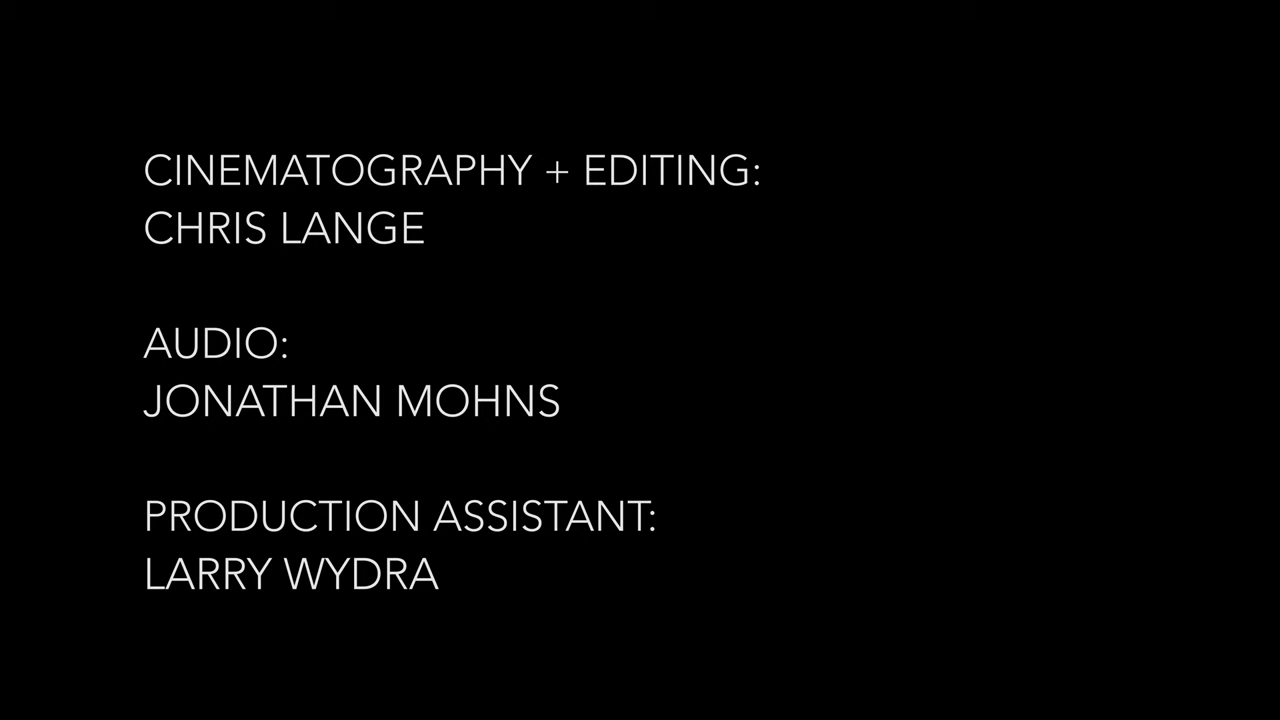 CINEMATOGRAPHY + EDITING:
CHRIS LANGE
AUDIO:
JONATHAN MOHNS
PRODUCTION ASSISTANT:
LARRY WYDRA